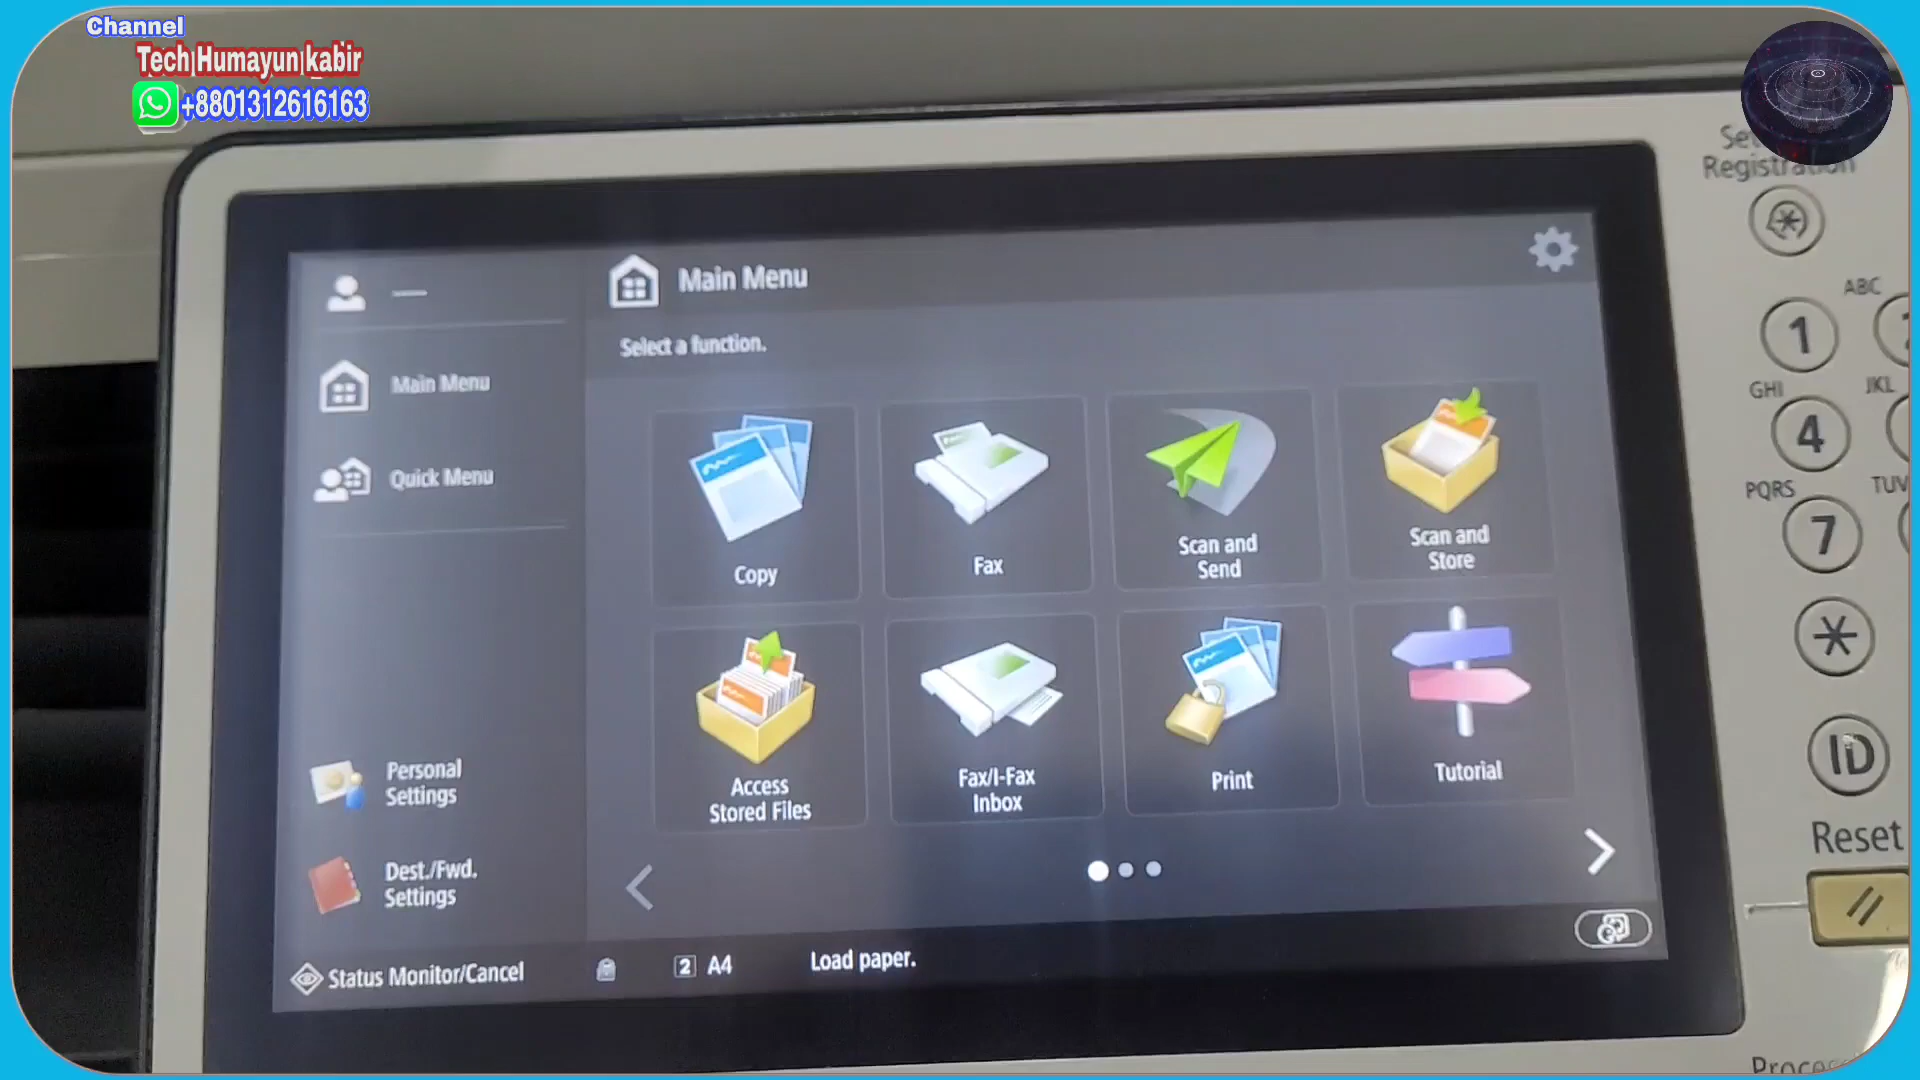 Channel
Tech Humayun kabir
+8801312616163
Registration
Main Menu
Select a function.
Main Menu
Quick Menu
Copy
Fax
Scan and
Send
Scan and
Store
Access
Stored Files
Fax/I-Fax
Inbox
Print
Tutorial
Personal
Settings
Dest./Fwd.
Settings
Status Monitor/Cancel
2 A4
Load paper.
ABC
1
GHI
JKL
4
PQRS
TUV
7
ID
Reset